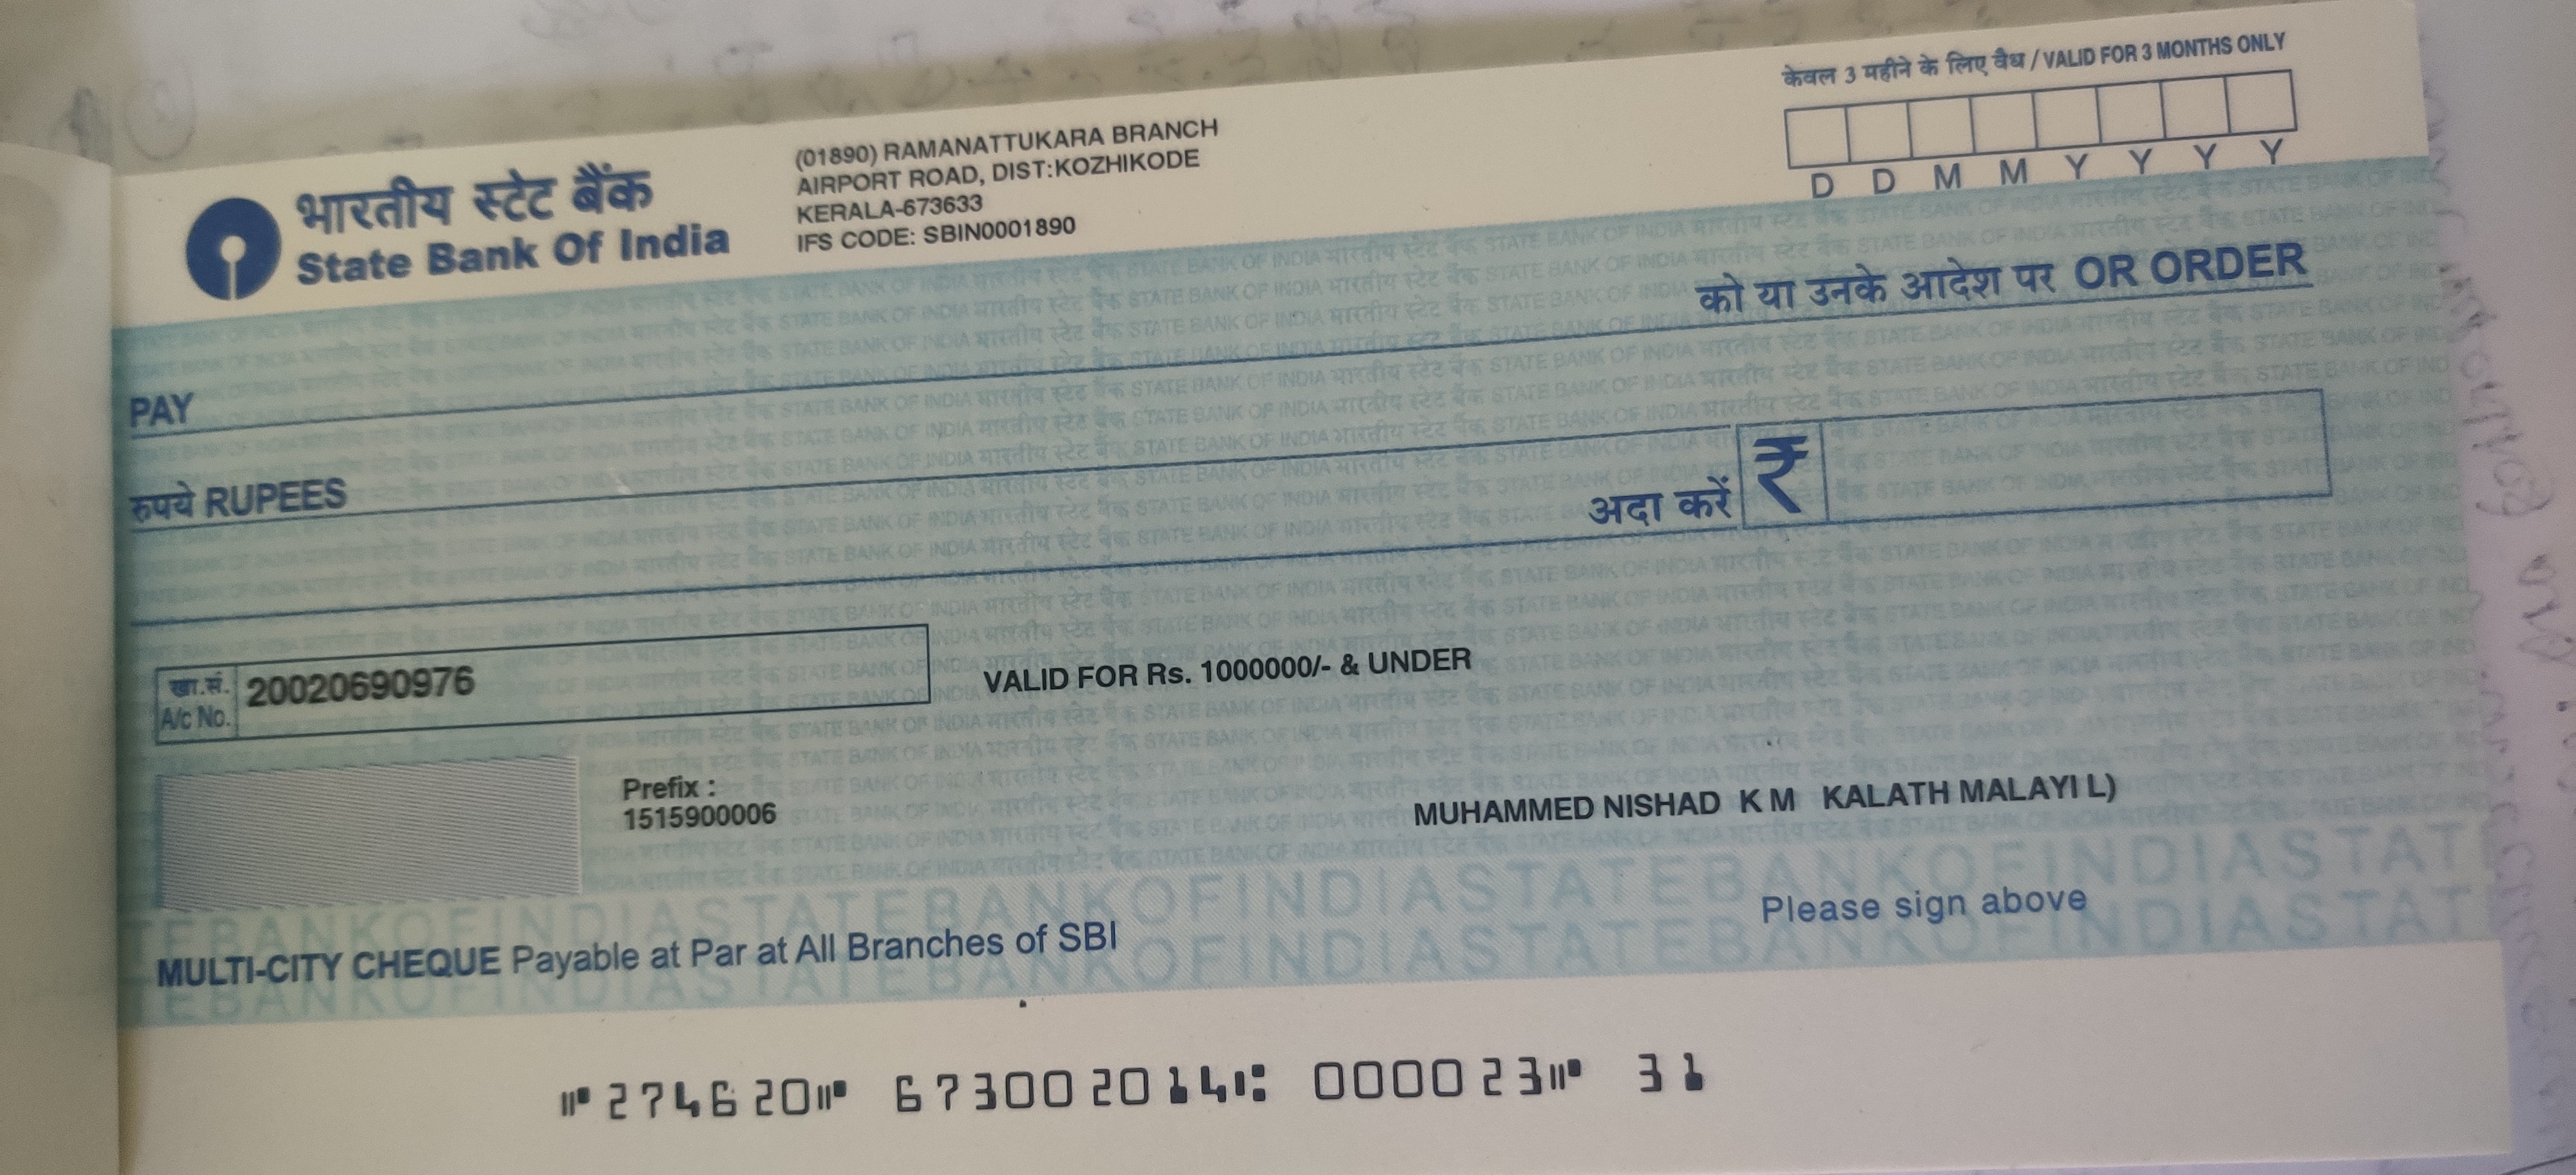 केवल 3 महीने के लिए वैध / VALID FOR 3 MONTHS ONLY
D D M M Y Y Y Y
भारतीय स्टेट बैंक
State Bank Of India
(01890) RAMANATTUKARA BRANCH
AIRPORT ROAD, DIST:KOZHIKODE
KERALA-673633
IFS CODE: SBIN0001890
PAY
को या उनके आदेश पर OR ORDER
रुपये RUPEES
अदा करें ₹
खा.सं.
A/c No.
20020690976
VALID FOR Rs. 1000000/- & UNDER
Prefix :
1515900006
MUHAMMED NISHAD K M KALATH MALAYI L)
MULTI-CITY CHEQUE Payable at Par at All Branches of SBI
Please sign above
⑈274620⑈ 673002014⑆ 000023⑈ 31